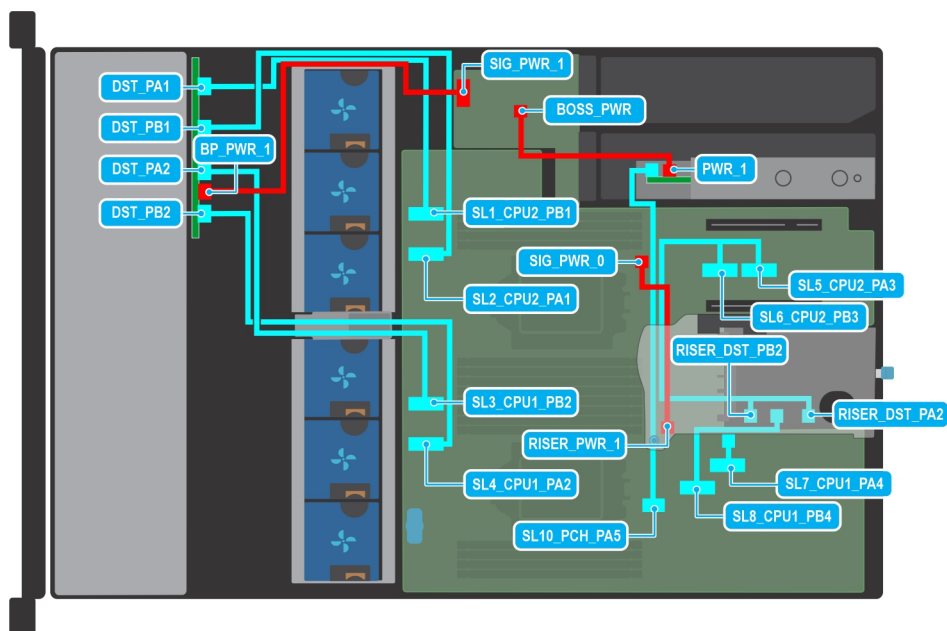 SIG_PWR_1
DST_PA1
BOSS_PWR
DST_PB1
BP_PWR_1
DST_PA2
PWR_1
DST_PB2
SL1_CPU2_PB1
SIG_PWR_0
SL5_CPU2_PA3
SL2_CPU2_PA1
SL6_CPU2_PB3
RISER_DST_PB2
SL3_CPU1_PB2
RISER_DST_PA2
RISER_PWR_1
SL4_CPU1_PA2
SL7_CPU1_PA4
SL8_CPU1_PB4
SL10_PCH_PA5